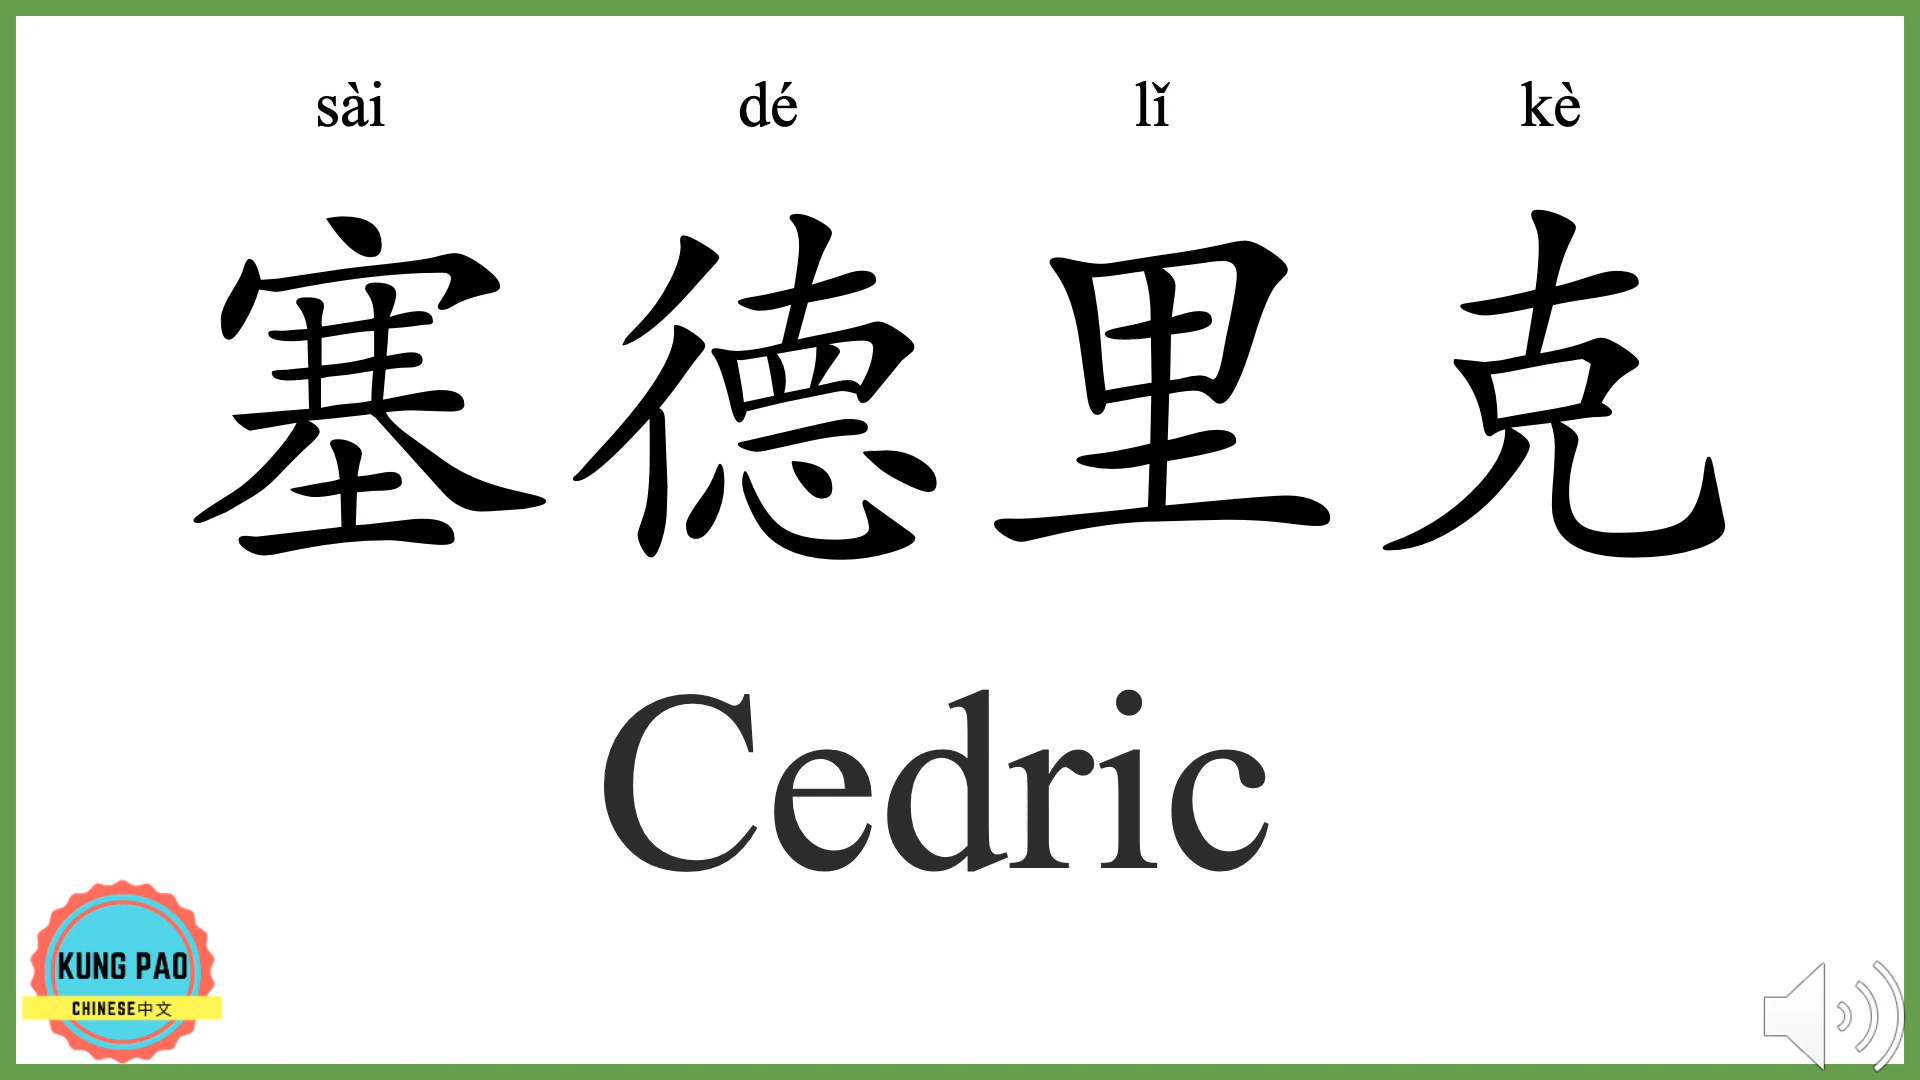 sài dé lǐ kè
塞德里克
Cedric
KUNG PAO
CHINESE中文